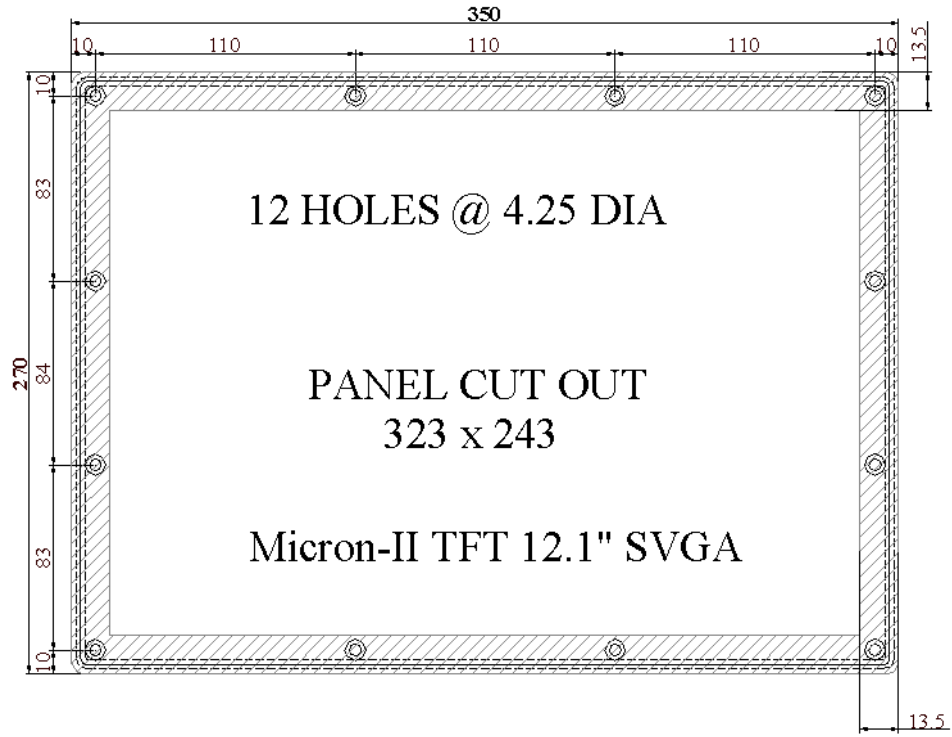 350
10 110 110 110 10
13.5
10
83
12 HOLES @ 4.25 DIA
270
84
PANEL CUT OUT
323 x 243
83
Micron-II TFT 12.1" SVGA
10
13.5